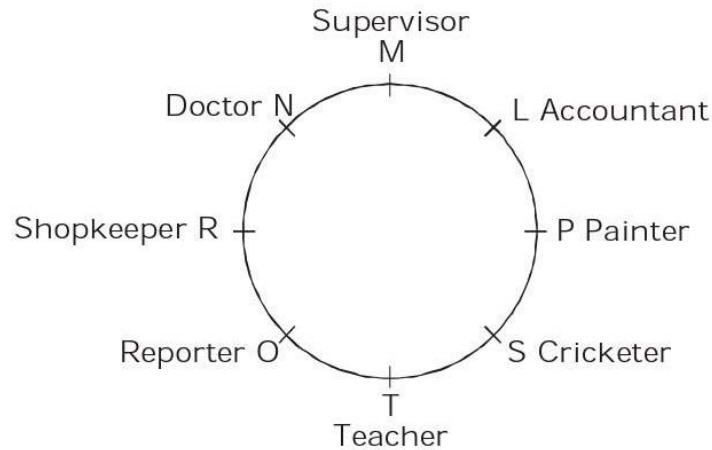 Supervisor
M
Doctor N
L Accountant
Shopkeeper R
P Painter
Reporter O
S Cricketer
T
Teacher